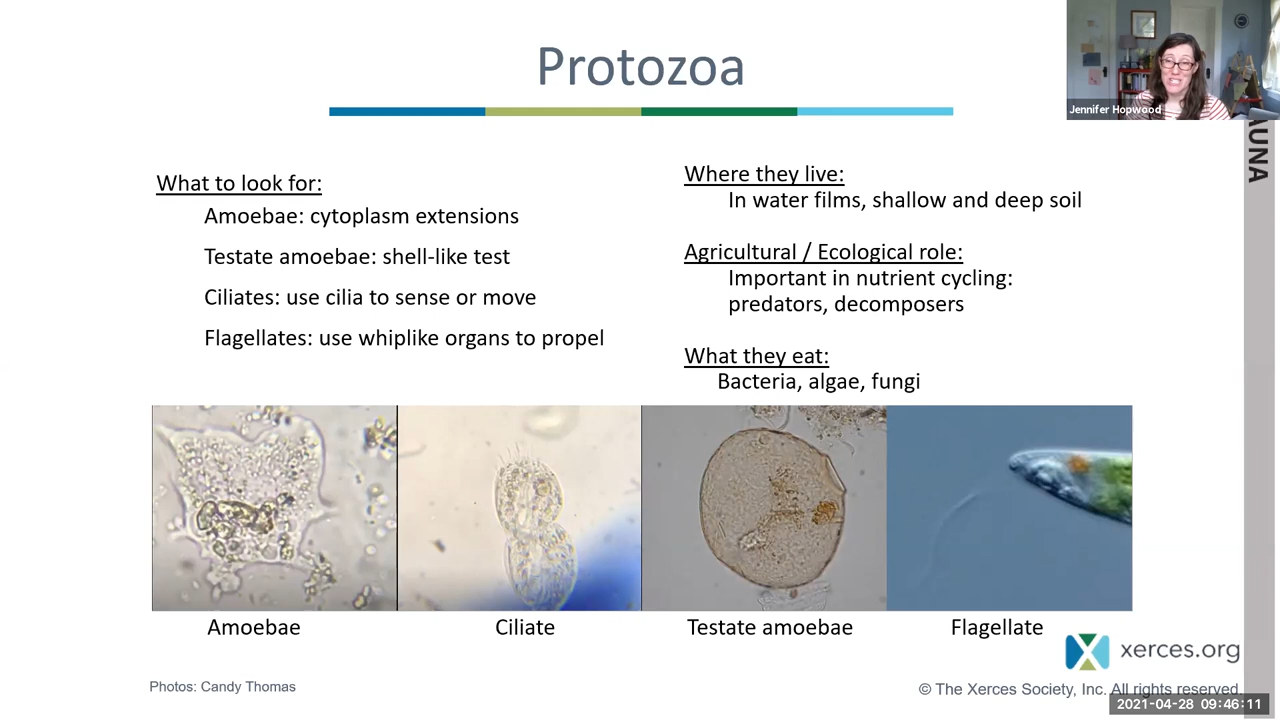 Protozoa
Jennifer Hopwood
AUNA
What to look for:
Amoebae: cytoplasm extensions
Testate amoebae: shell-like test
Ciliates: use cilia to sense or move
Flagellates: use whiplike organs to propel
Where they live:
In water films, shallow and deep soil
Agricultural / Ecological role:
Important in nutrient cycling:
predators, decomposers
What they eat:
Bacteria, algae, fungi
Amoebae
Ciliate
Testate amoebae
Flagellate
xerces.org
Photos: Candy Thomas
© The Xerces Society, Inc. All rights reserved.
2021-04-28 09:46:11